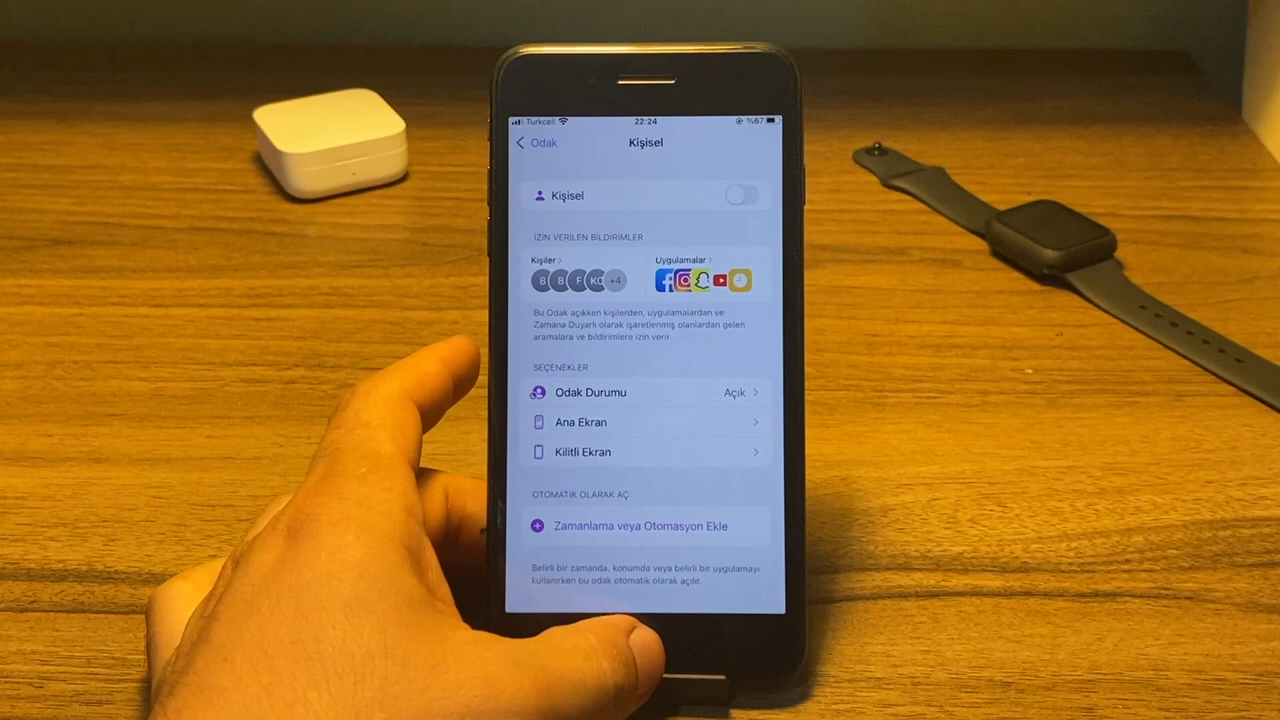 Turkcell 22:24 %67
Odak Kişisel
Kişisel
İZİN VERİLEN BİLDİRİMLER
Kişiler Uygulamalar
B B F KC +4
Bu Odak açıkken kişilerden, uygulamalardan ve
Zamana Duyarlı olarak işaretlenmiş olanlardan gelen
aramalara ve bildirimlere izin verir.
SEÇENEKLER
Odak Durumu Açık
Ana Ekran
Kilitli Ekran
OTOMATİK OLARAK AÇ
Zamanlama veya Otomasyon Ekle
Belirli bir zamanda, konumda veya belirli bir uygulamayı
kullanırken bu odak otomatik olarak açılır.